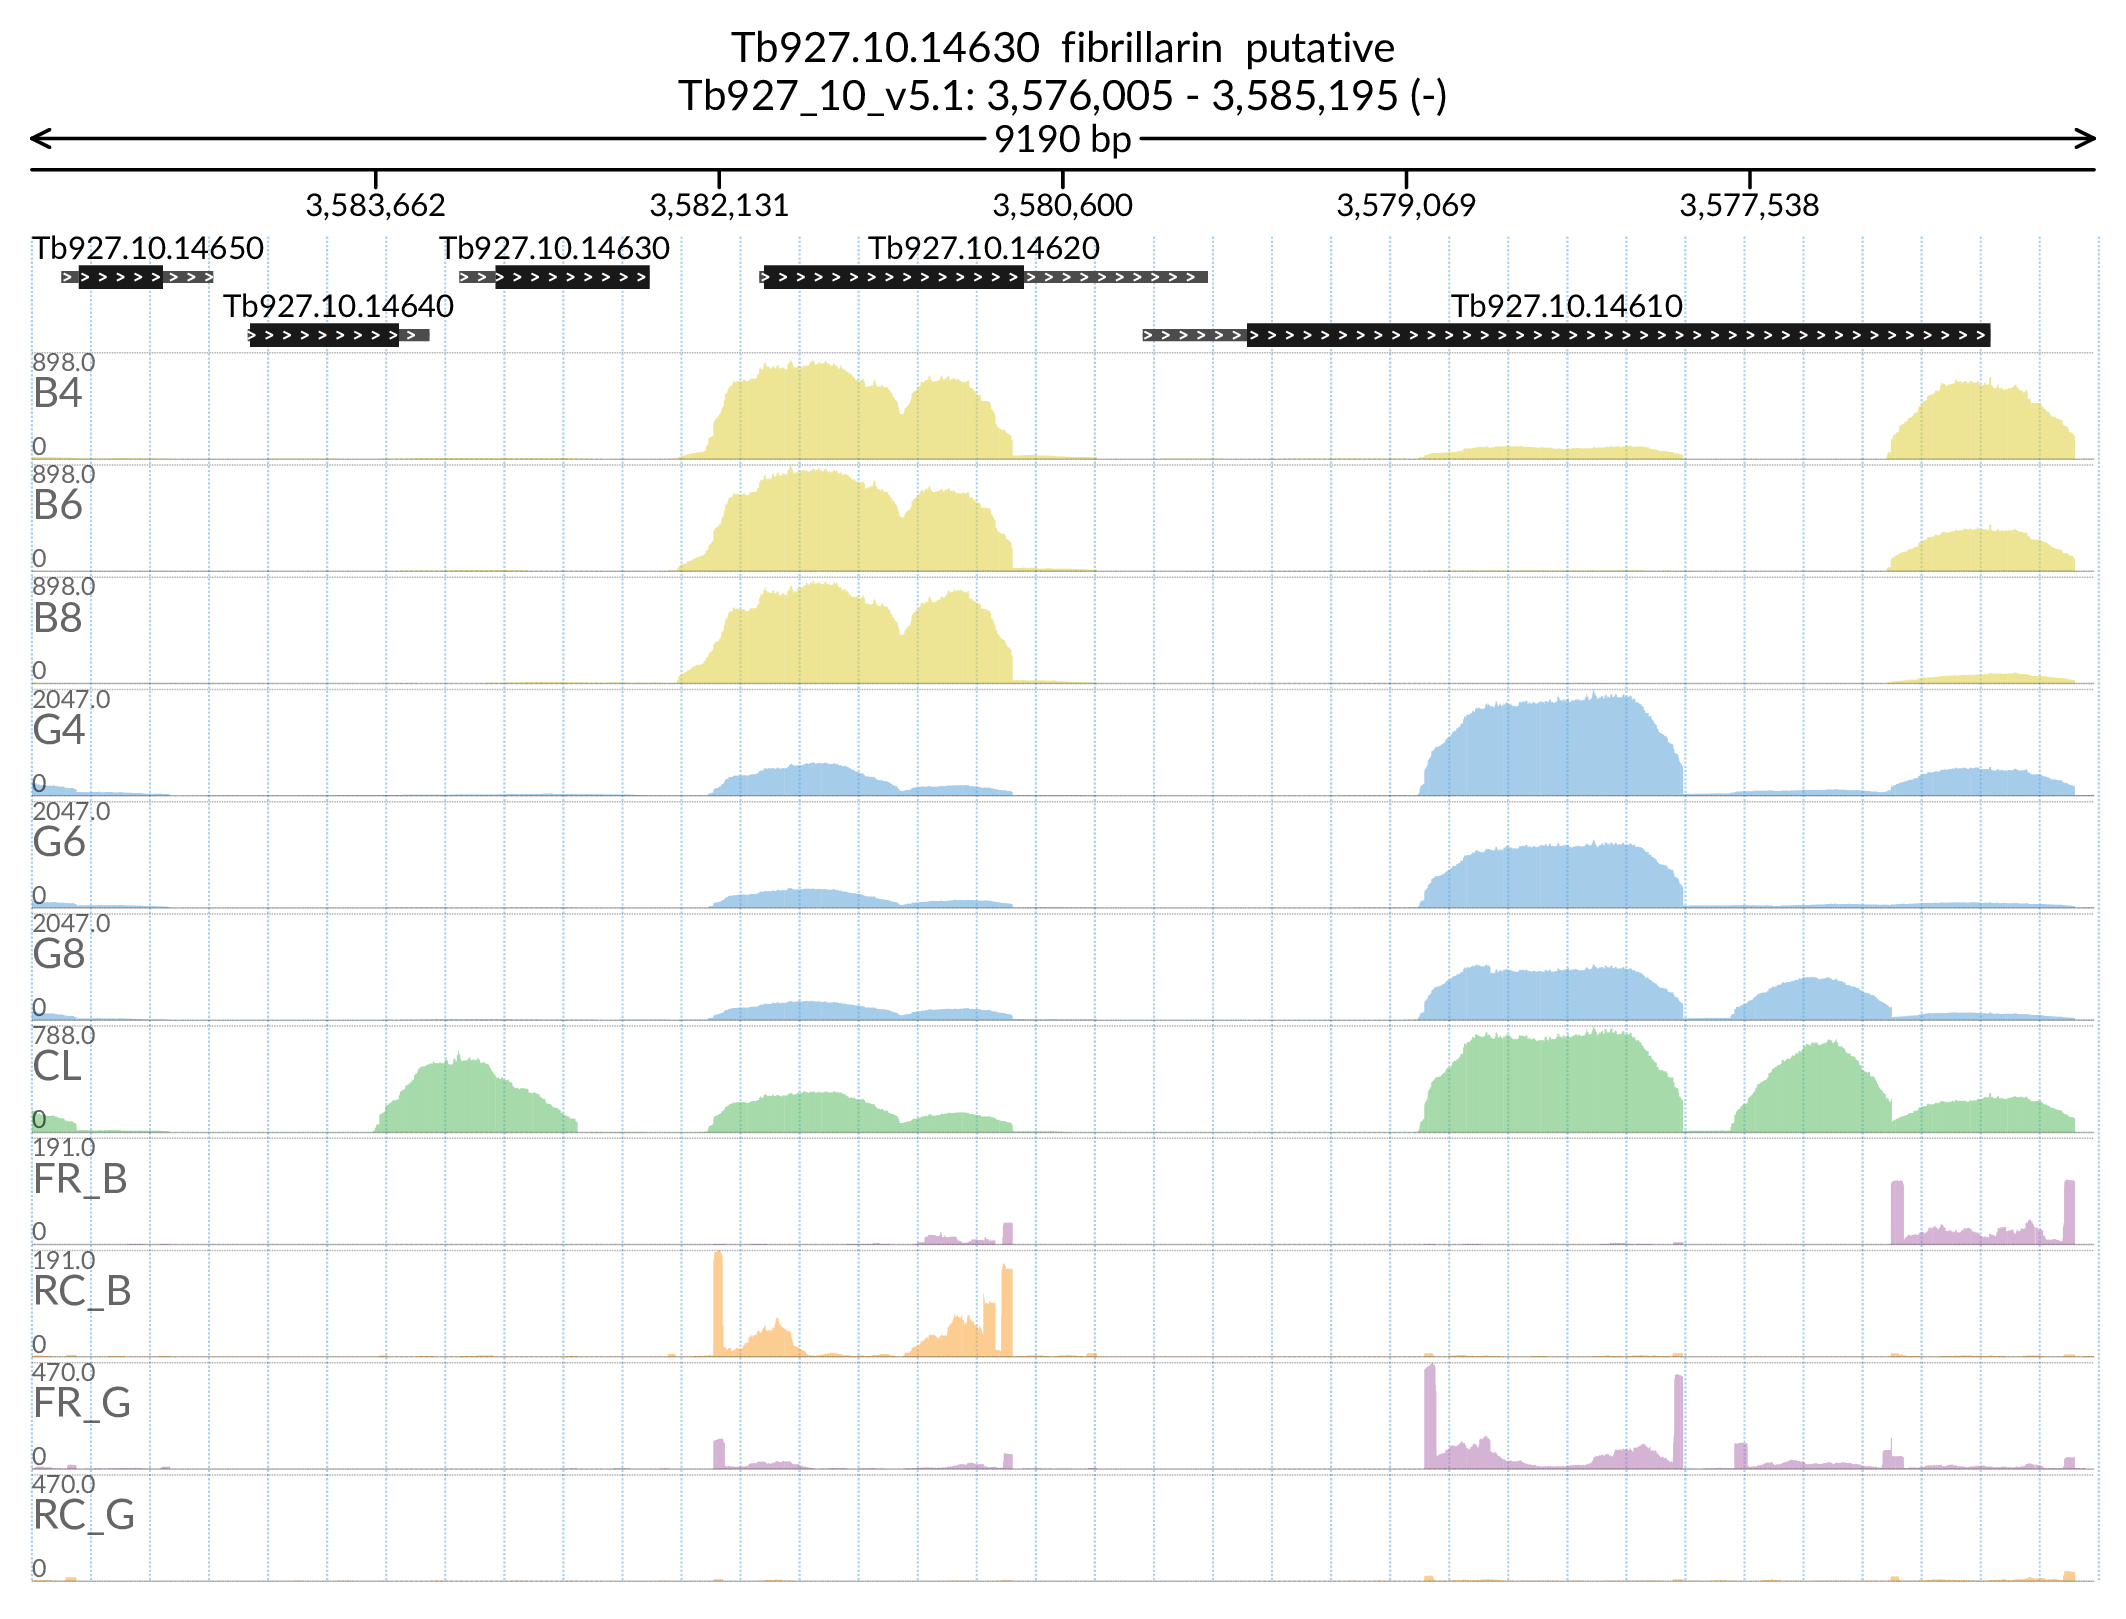 Tb927.10.14630 fibrillarin putative
Tb927_10_v5.1: 3,576,005 - 3,585,195 (-)
9190 bp
3,583,662 3,582,131 3,580,600 3,579,069 3,577,538
Tb927.10.14650 Tb927.10.14630 Tb927.10.14620
Tb927.10.14640 Tb927.10.14610
898.0
B4
0
898.0
B6
0
898.0
B8
0
2047.0
G4
0
2047.0
G6
0
2047.0
G8
0
788.0
CL
0
191.0
FR_B
0
191.0
RC_B
0
470.0
FR_G
0
470.0
RC_G
0